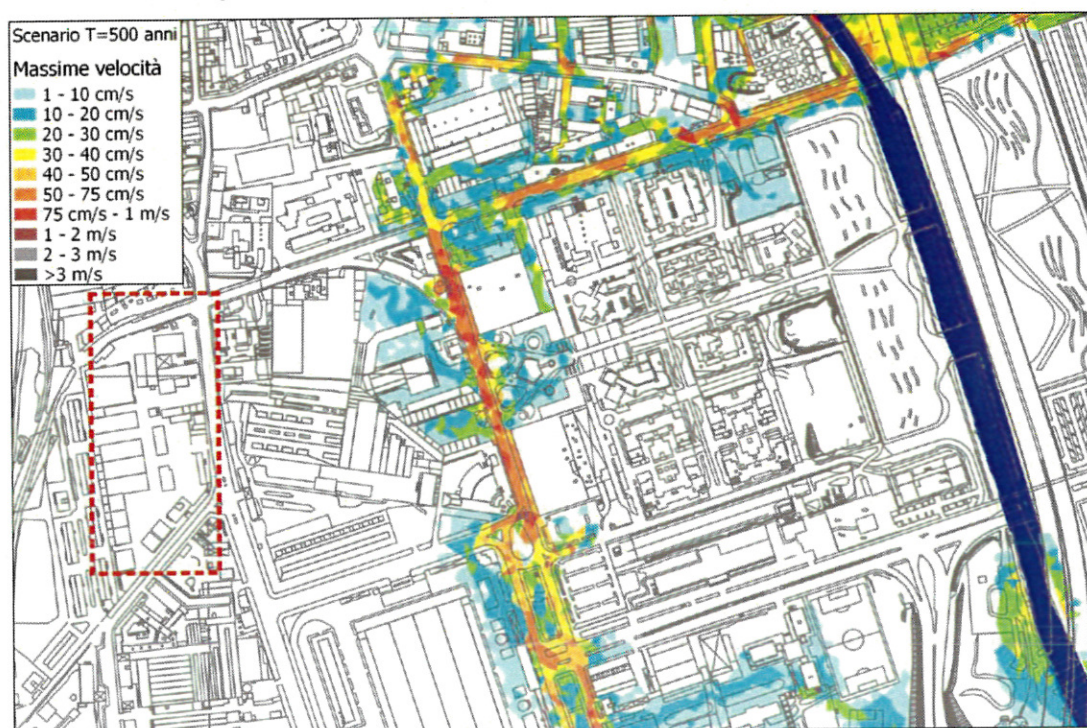 Scenario T=500 anni
Massime velocità
1 - 10 cm/s
10 - 20 cm/s
20 - 30 cm/s
30 - 40 cm/s
40 - 50 cm/s
50 - 75 cm/s
75 cm/s - 1 m/s
1 - 2 m/s
2 - 3 m/s
>3 m/s